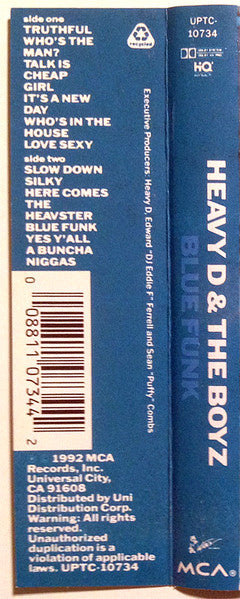 side one
TRUTHFUL
WHO'S THE
MAN?
TALK IS
CHEAP
GIRL
IT'S A NEW
DAY
WHO'S IN THE
HOUSE
LOVE SEXY
side two
SLOW DOWN
SILKY
HERE COMES
THE
HEAVSTER
BLUE FUNK
YES Y'ALL
A BUNCHA
NIGGAS
0 08811 07344 2
1992 MCA
Records, Inc.
Universal City,
CA 91608
Distributed by Uni
Distribution Corp.
Warning: All rights
reserved.
Unauthorized
duplication is a
violation of applicable
laws. UPTC-10734
recycled
Executive Producers: Heavy D, Edward "DJ Eddie F" Ferrell and Sean "Puffy" Combs
UPTC-
10734
HQ
HEAVY D & THE BOYZ
BLUE FUNK
MCA®